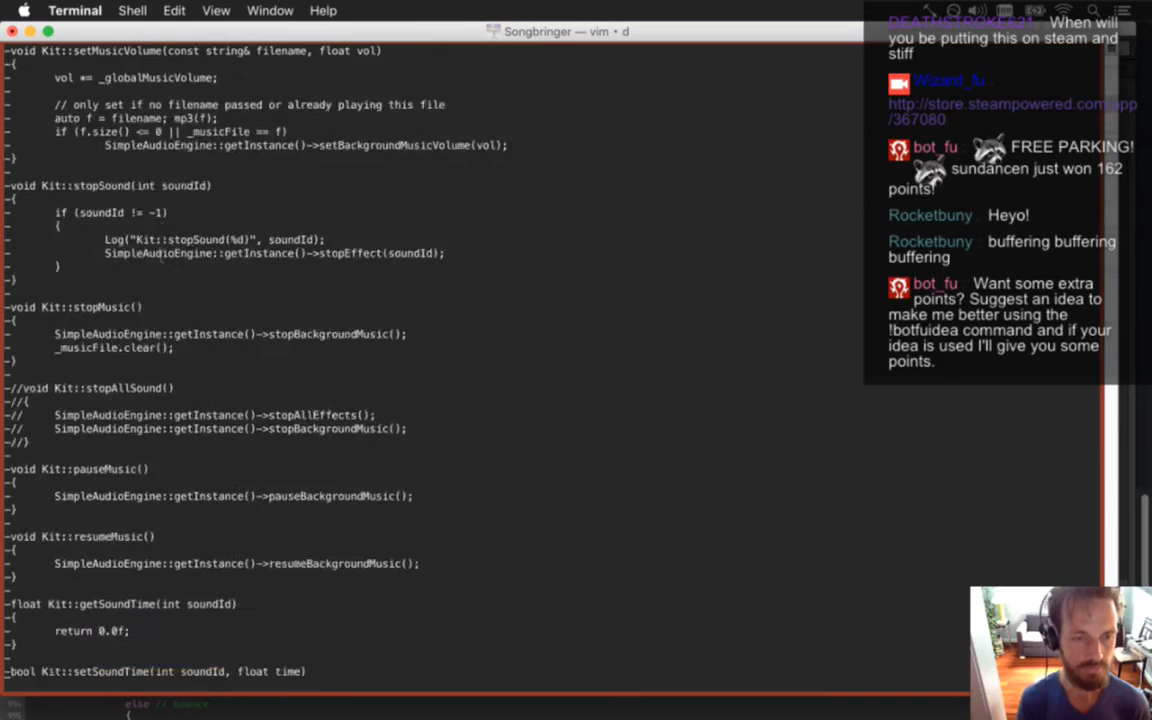 Terminal Shell Edit View Window Help
Songbringer — vim • d
-void Kit::setMusicVolume(const string& filename, float vol)
-{
- vol *= _globalMusicVolume;
-
- // only set if no filename passed or already playing this file
- auto f = filename; mp3(f);
- if (f.size() <= 0 || _musicFile == f)
- SimpleAudioEngine::getInstance()->setBackgroundMusicVolume(vol);
-}
-
-void Kit::stopSound(int soundId)
-{
- if (soundId != ~1)
- {
- Log("Kit::stopSound(%d)", soundId);
- SimpleAudioEngine::getInstance()->stopEffect(soundId);
- }
-}
-
-void Kit::stopMusic()
-{
- SimpleAudioEngine::getInstance()->stopBackgroundMusic();
- _musicFile.clear();
-}
-
-//void Kit::stopAllSound()
-//{
-// SimpleAudioEngine::getInstance()->stopAllEffects();
-// SimpleAudioEngine::getInstance()->stopBackgroundMusic();
-//}
-
-void Kit::pauseMusic()
-{
- SimpleAudioEngine::getInstance()->pauseBackgroundMusic();
-}
-
-void Kit::resumeMusic()
-{
- SimpleAudioEngine::getInstance()->resumeBackgroundMusic();
-}
-
-float Kit::getSoundTime(int soundId)
-{
- return 0.0f;
-}
-
-bool Kit::setSoundTime(int soundId, float time)
994 else // bounce
995 {
When will
you be putting this on steam and
stiff
Wizard_fu :
http://store.steampowered.com/app
/367080
bot_fu FREE PARKING!
sundancen just won 162
points!
Rocketbuny Heyo!
Rocketbuny buffering buffering
buffering
bot_fu Want some extra
points? Suggest an idea to
make me better using the
!botfuidea command and if your
idea is used I'll give you some
points.